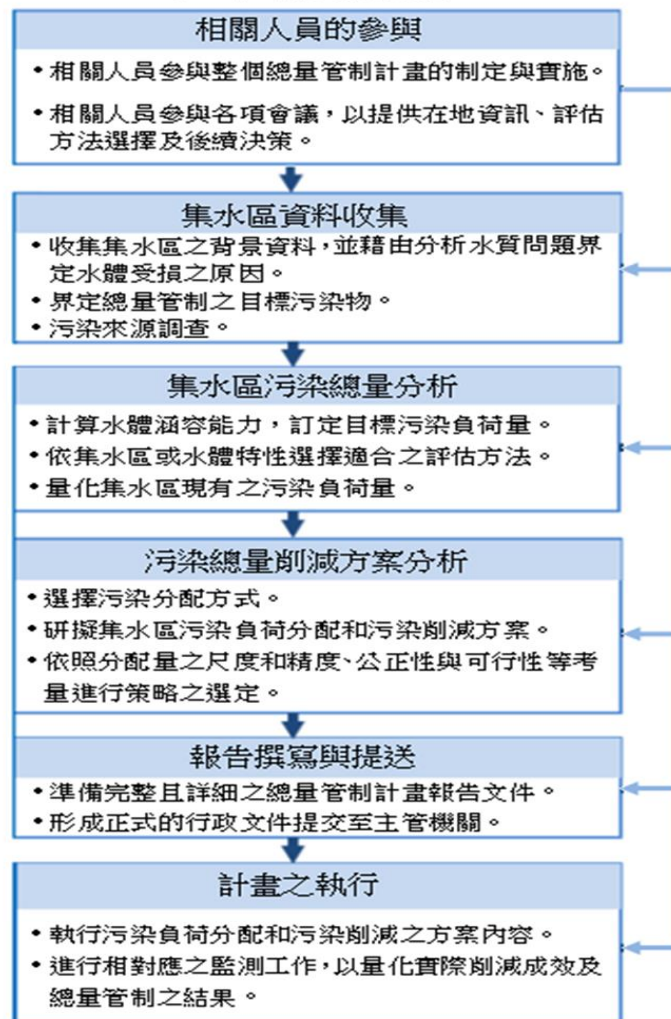 相關人員的參與
• 相關人員參與整個總量管制計畫的制定與實施。
• 相關人員參與各項會議，以提供在地資訊、評估
方法選擇及後續決策。
集水區資料收集
• 收集集水區之背景資料，並藉由分析水質問題界
定水體受損之原因。
• 界定總量管制之目標污染物。
• 污染來源調查。
集水區污染總量分析
• 計算水體涵容能力，訂定目標污染負荷量。
• 依集水區或水體特性選擇適合之評估方法。
• 量化集水區現有之污染負荷量。
污染總量削減方案分析
• 選擇污染分配方式。
• 研擬集水區污染負荷分配和污染削減方案。
• 依照分配量之尺度和精度、公正性與可行性等考
量進行策略之選定。
報告撰寫與提送
• 準備完整且詳細之總量管制計畫報告文件。
• 形成正式的行政文件提交至主管機關。
計畫之執行
• 執行污染負荷分配和污染削減之方案內容。
• 進行相對應之監測工作，以量化實際削減成效及
總量管制之結果。